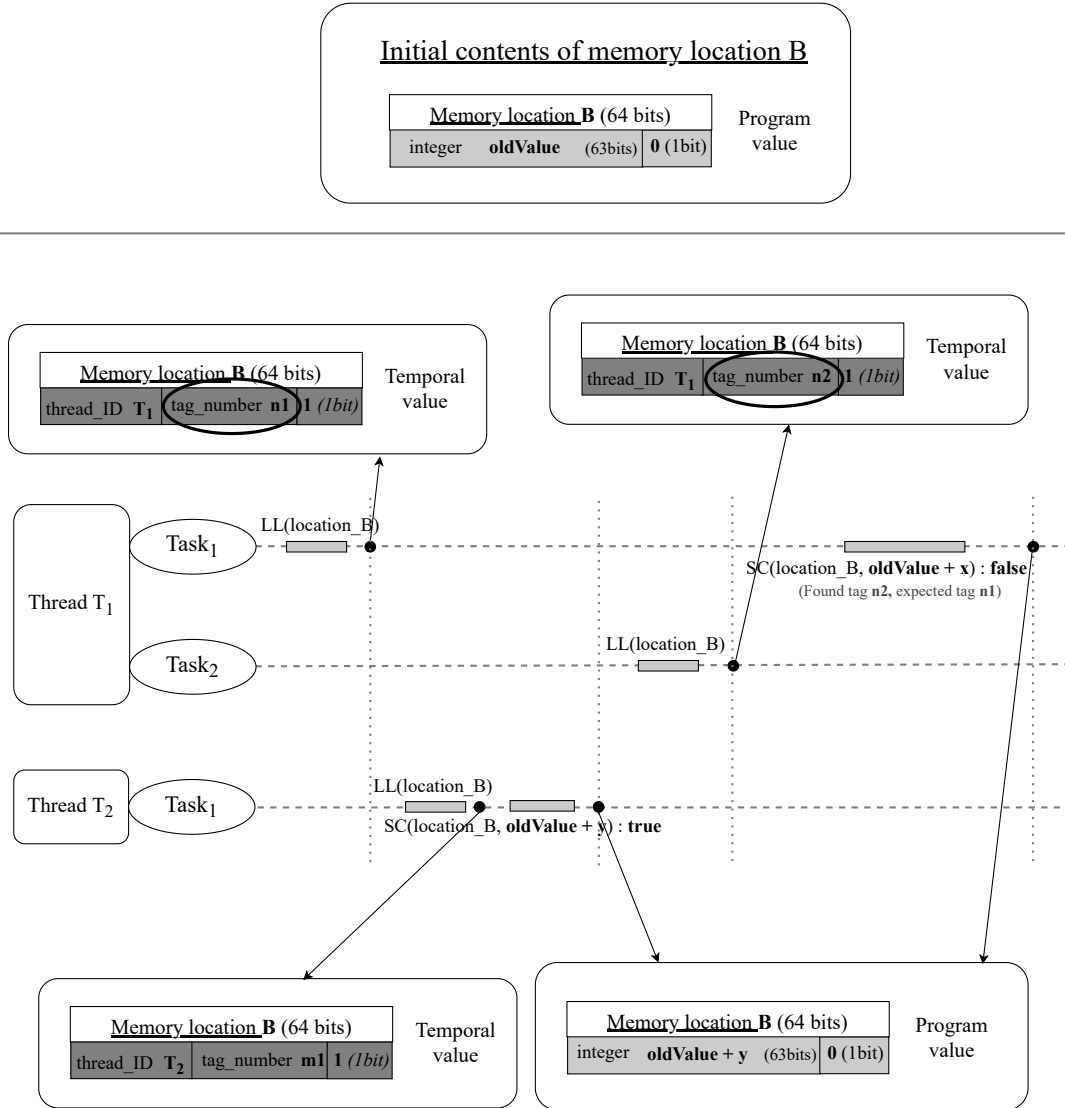 Initial contents of memory location B
Memory location B (64 bits)
integer oldValue (63bits) 0 (1bit)
Program
value
Memory location B (64 bits)
thread_ID T1 tag_number n1 1 (1bit)
Temporal
value
Memory location B (64 bits)
thread_ID T1 tag_number n2 1 (1bit)
Temporal
value
Thread T1
Task1
LL(location_B)
SC(location_B, oldValue + x) : false
(Found tag n2, expected tag n1)
Task2
LL(location_B)
Thread T2
Task1
LL(location_B)
SC(location_B, oldValue + y) : true
Memory location B (64 bits)
thread_ID T2 tag_number m1 1 (1bit)
Temporal
value
Memory location B (64 bits)
integer oldValue + y (63bits) 0 (1bit)
Program
value